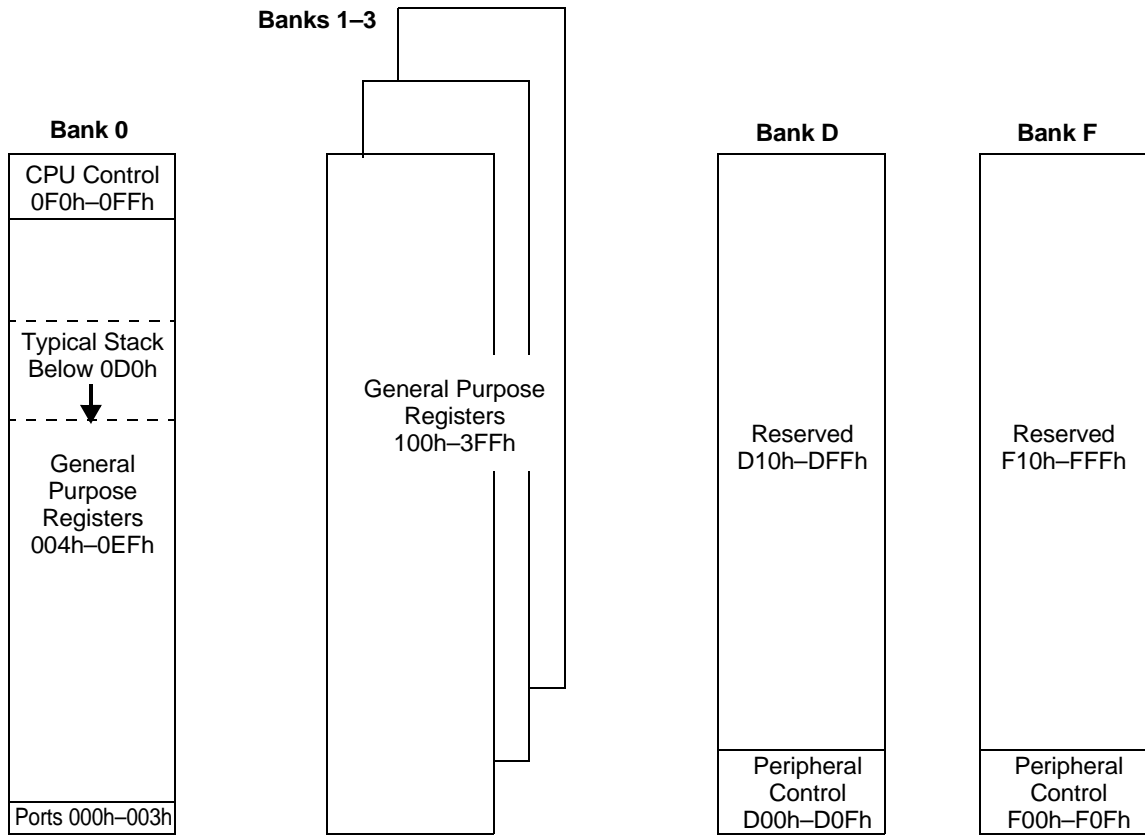 Banks 1–3
Bank 0
CPU Control
0F0h–0FFh
Typical Stack
Below 0D0h
General
Purpose
Registers
004h–0EFh
Ports 000h–003h
General Purpose
Registers
100h–3FFh
Bank D
Reserved
D10h–DFFh
Peripheral
Control
D00h–D0Fh
Bank F
Reserved
F10h–FFFh
Peripheral
Control
F00h–F0Fh